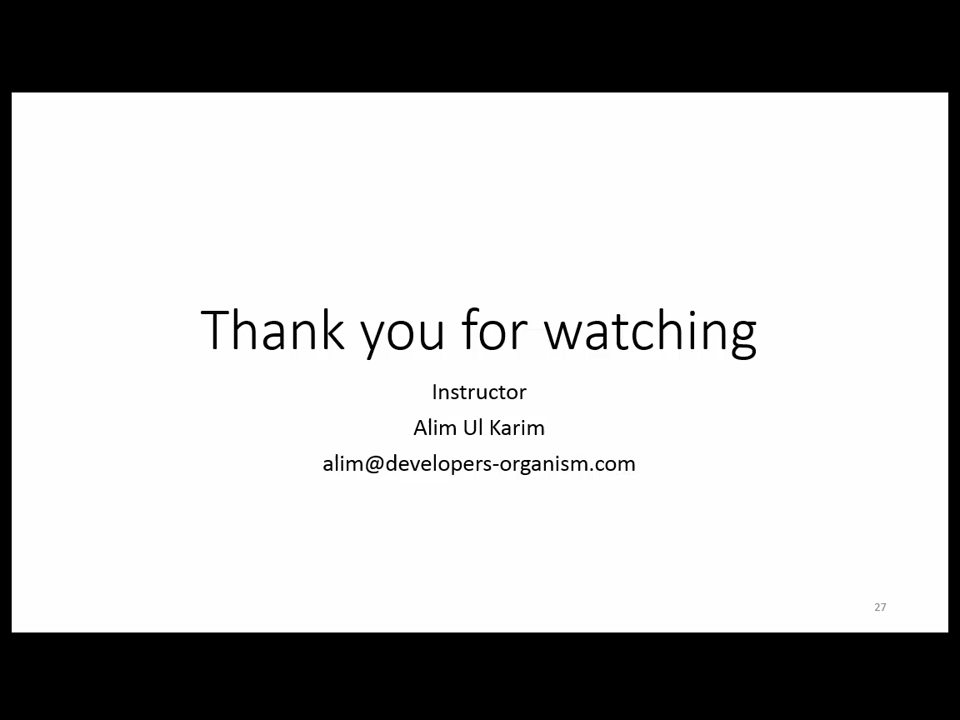 Thank you for watching
Instructor
Alim Ul Karim
alim@developers-organism.com
27